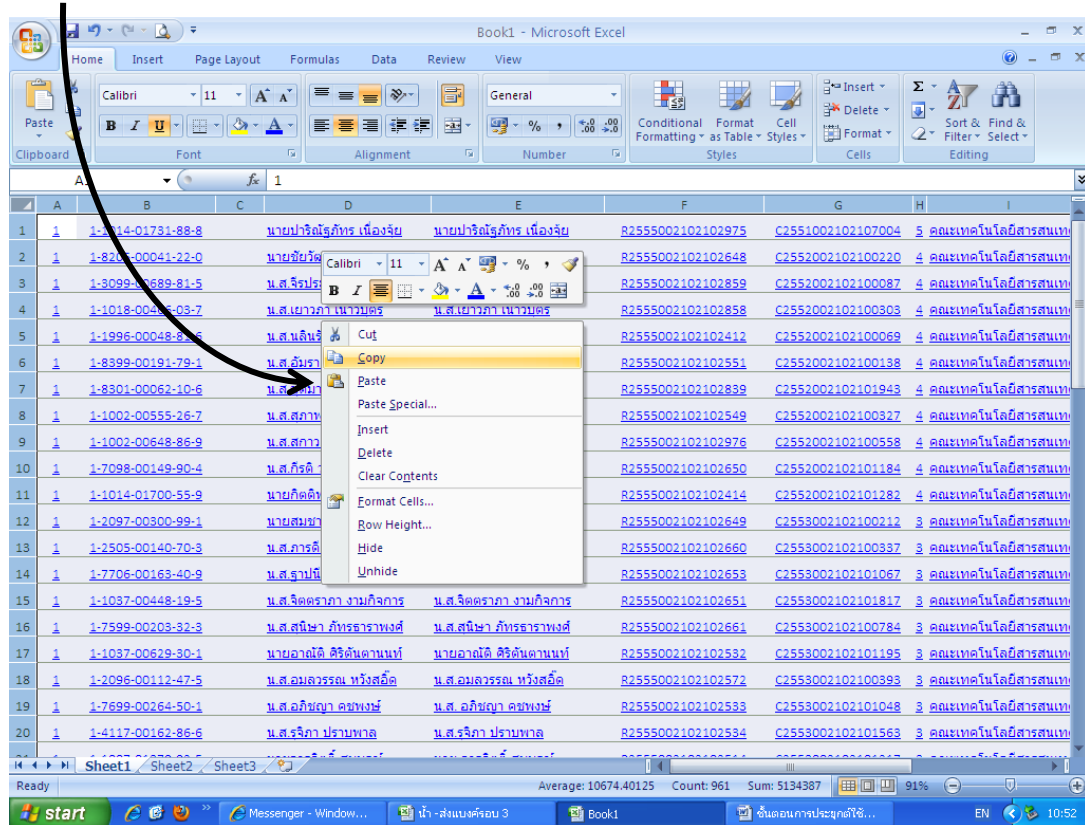 Book1 - Microsoft Excel
Home Insert Page Layout Formulas Data Review View
Calibri 11 General
Paste Conditional Formatting Format as Table Cell Styles Insert Delete Format Sort & Filter Find & Select
Clipboard Font Alignment Number Styles Cells Editing
fx 1
A B C D E F G H I
1 1 นายปาริณัฐภัทร เนื่องจุ้ย นายปาริณัฐภัทร เนื่องจุ้ย R2555002102102975 C2551002102107004 5 คณะเทคโนโลยีสารสนเท
2 1 R2555002102102648 C2552002102100220 4 คณะเทคโนโลยีสารสนเท
Calibri 11
3 1 R2555002102102859 C2552002102100087 4 คณะเทคโนโลยีสารสนเท
4 1 น.ส.เยาวภา เนาวบุตร น.ส.เยาวภา เนาวบุตร R2555002102102858 C2552002102100303 4 คณะเทคโนโลยีสารสนเท
5 1 R2555002102102412 C2552002102100069 4 คณะเทคโนโลยีสารสนเท
Cut
6 1 1-8399-00191-79-1 R2555002102102551 C2552002102100138 4 คณะเทคโนโลยีสารสนเท
Copy
7 1 1-8301-00062-10-6 R2555002102102889 C2552002102101943 4 คณะเทคโนโลยีสารสนเท
Paste
8 1 1-1002-00555-26-7 R2555002102102549 C2552002102100327 4 คณะเทคโนโลยีสารสนเท
Paste Special...
9 1 1-1002-00648-86-9 R2555002102102976 C2552002102100558 4 คณะเทคโนโลยีสารสนเท
Insert
10 1 1-7098-00149-90-4 น.ส.กีรติ R2555002102102650 C2552002102101184 4 คณะเทคโนโลยีสารสนเท
Delete
Clear Contents
11 1 1-1014-01700-55-9 R2555002102102414 C2552002102101282 4 คณะเทคโนโลยีสารสนเท
Format Cells...
12 1 1-2097-00300-99-1 R2555002102102649 C2553002102100212 3 คณะเทคโนโลยีสารสนเท
Row Height...
13 1 1-2505-00140-70-3 R2555002102102660 C2553002102100337 3 คณะเทคโนโลยีสารสนเท
Hide
14 1 1-7706-00163-40-9 R2555002102102653 C2553002102101067 3 คณะเทคโนโลยีสารสนเท
Unhide
15 1 1-1037-00448-19-5 น.ส.จิตตราภา งามกิจการ น.ส.จิตตราภา งามกิจการ R2555002102102651 C2553002102101817 3 คณะเทคโนโลยีสารสนเท
16 1 1-7599-00203-32-3 น.ส.สุนิษา ภัทรธาราพงศ์ น.ส.สุนิษา ภัทรธาราพงศ์ R2555002102102661 C2553002102100784 3 คณะเทคโนโลยีสารสนเท
17 1 1-1037-00629-30-1 นายอาณัติ ศิริตันตานนท์ นายอาณัติ ศิริตันตานนท์ R2555002102102532 C2553002102101195 3 คณะเทคโนโลยีสารสนเท
18 1 1-2096-00112-47-5 น.ส.อมลวรรณ หวังสอิ๊ด น.ส.อมลวรรณ หวังสอิ๊ด R2555002102102572 C2553002102100393 3 คณะเทคโนโลยีสารสนเท
19 1 1-7699-00264-50-1 น.ส.อภิชญา คชพงษ์ น.ส. อภิชญา คชพงษ์ R2555002102102533 C2553002102101048 3 คณะเทคโนโลยีสารสนเท
20 1 1-4117-00162-86-6 น.ส.รุจิภา ปราบพาล น.ส.รุจิภา ปราบพาล R2555002102102534 C2553002102101563 3 คณะเทคโนโลยีสารสนเท
Sheet1 Sheet2 Sheet3
Ready Average: 10674.40125 Count: 961 Sum: 5134387 91%
start Messenger - Window... น้ำ -ส่งแบงค์รอบ 3 Book1 ขั้นตอนการประยุกต์ใช้... EN 10:52